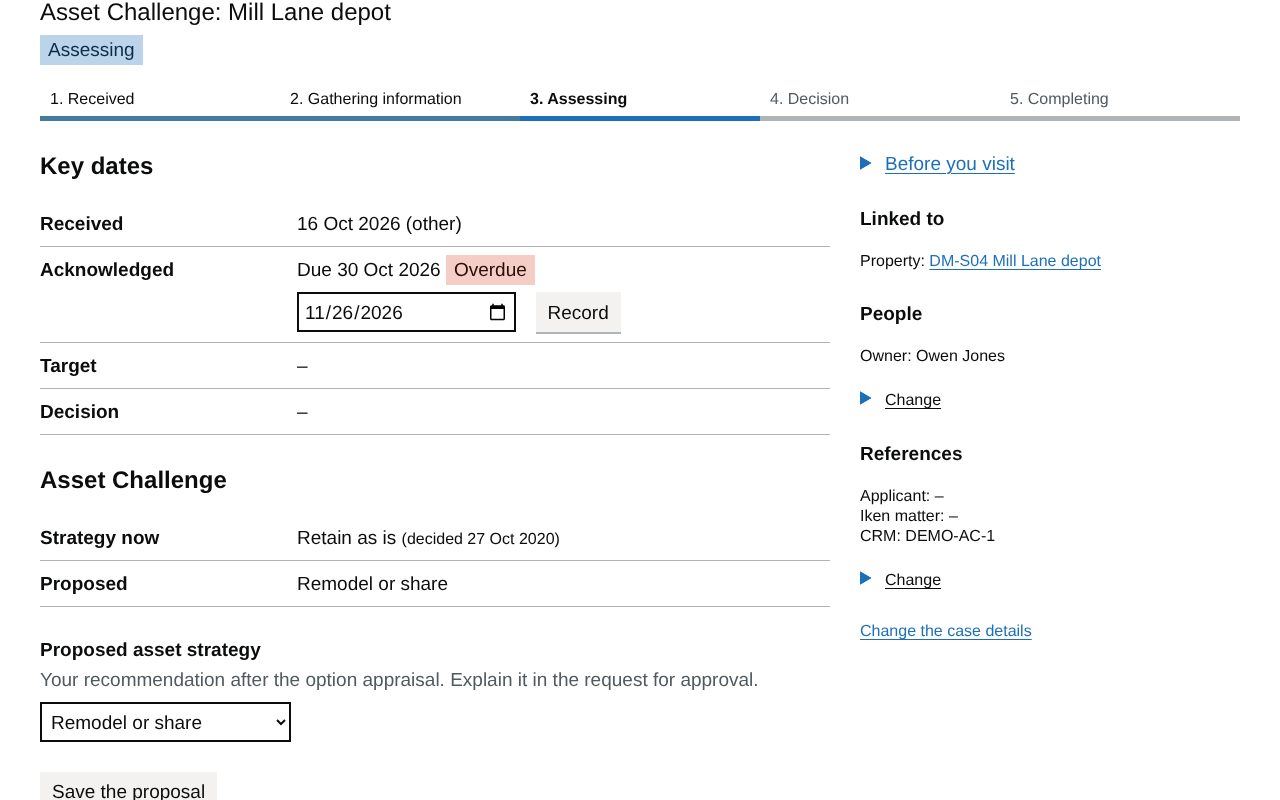 Asset Challenge: Mill Lane depot
Assessing
1. Received
2. Gathering information
3. Assessing
4. Decision
5. Completing
Key dates
Received
16 Oct 2026 (other)
Acknowledged
Due 30 Oct 2026 Overdue
11/26/2026
Record
Target
–
Decision
–
Asset Challenge
Strategy now
Retain as is (decided 27 Oct 2020)
Proposed
Remodel or share
Proposed asset strategy
Your recommendation after the option appraisal. Explain it in the request for approval.
Remodel or share
Save the proposal
Before you visit
Linked to
Property: DM-S04 Mill Lane depot
People
Owner: Owen Jones
Change
References
Applicant: –
Iken matter: –
CRM: DEMO-AC-1
Change
Change the case details